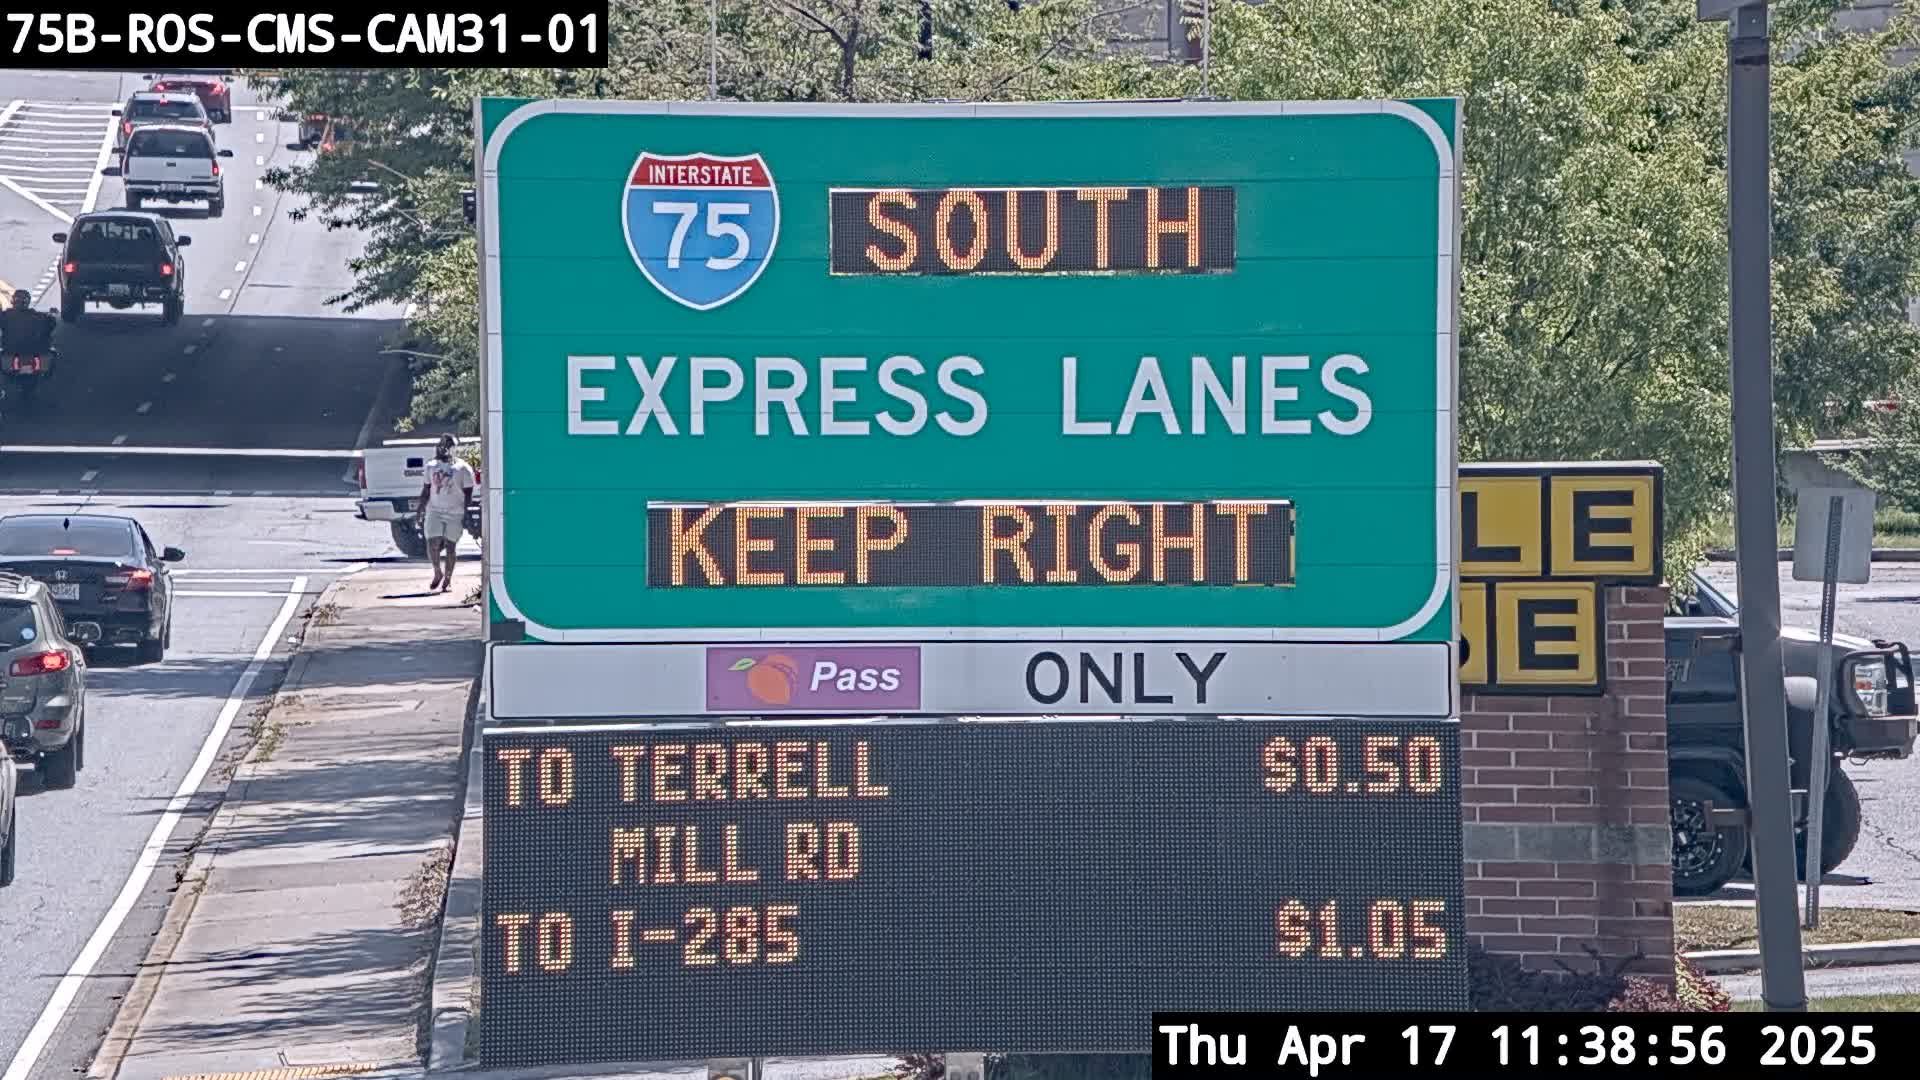 75B-ROS-CMS-CAM31-01
INTERSTATE
75
SOUTH
EXPRESS LANES
KEEP RIGHT
Pass ONLY
TO TERRELL $0.50
MILL RD
TO I-285 $1.05
LE
E
Thu Apr 17 11:38:56 2025